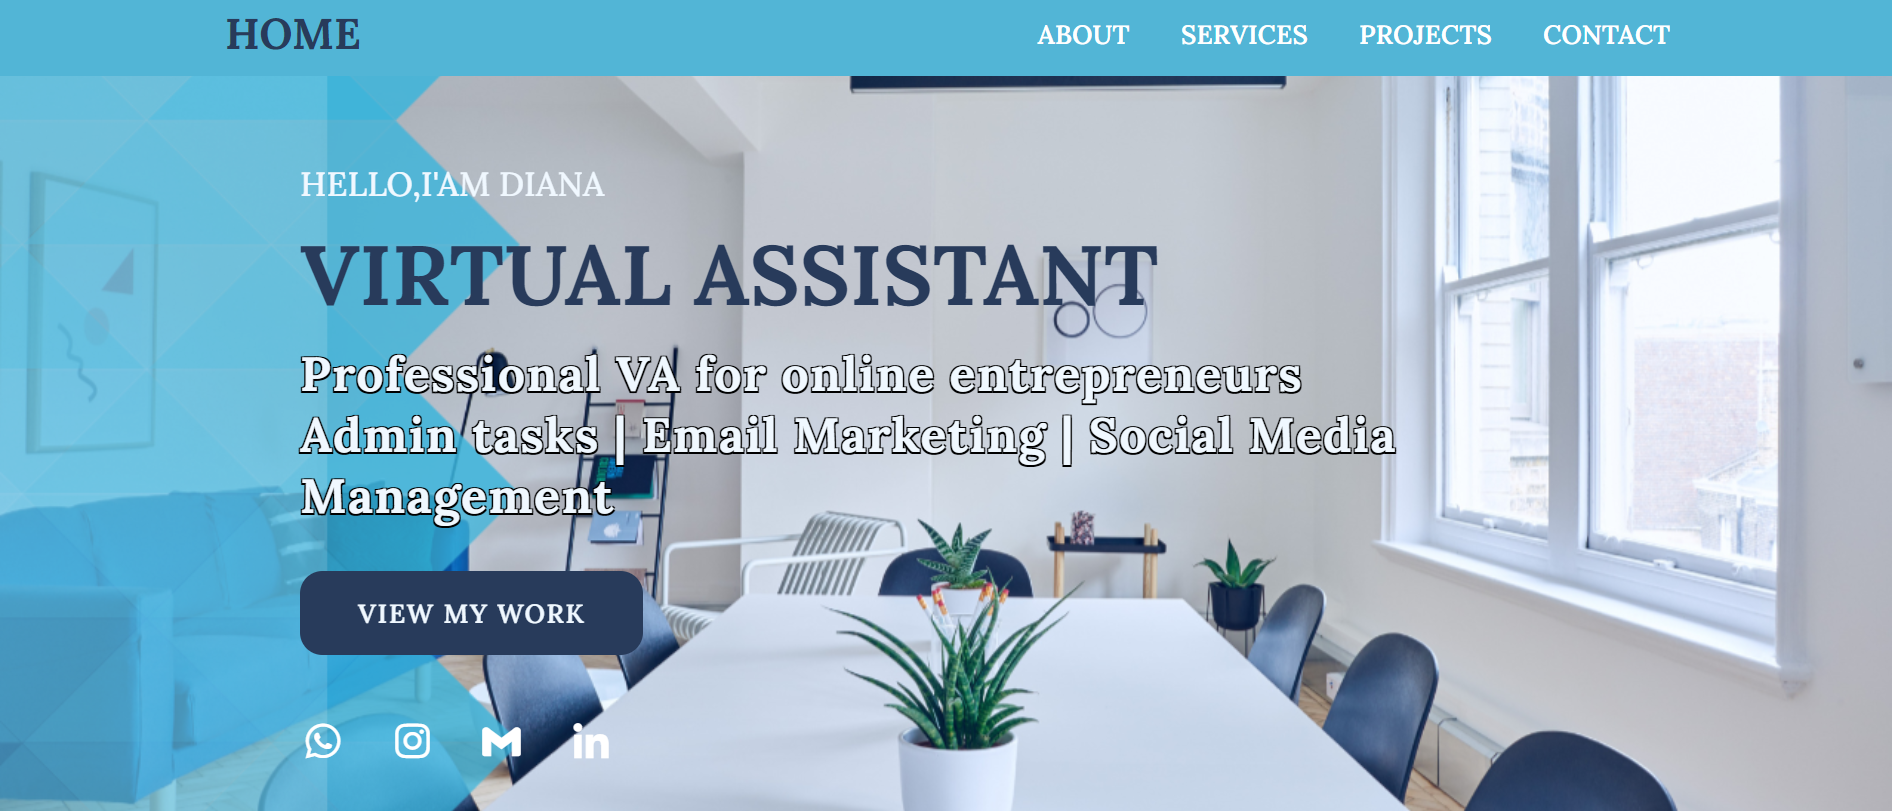 HOME
ABOUT SERVICES PROJECTS CONTACT
HELLO,I'AM DIANA
VIRTUAL ASSISTANT
Professional VA for online entrepreneurs
Admin tasks | Email Marketing | Social Media
Management
VIEW MY WORK